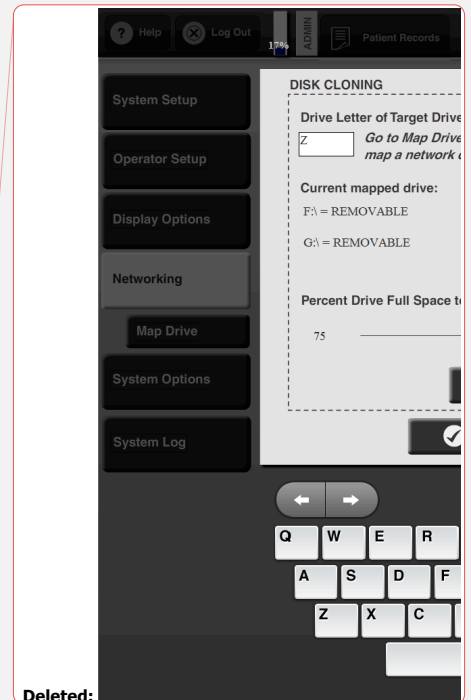 Help
Log Out
17%
ADMIN
Patient Records
System Setup
Operator Setup
Display Options
Networking
Map Drive
System Options
System Log
DISK CLONING
Drive Letter of Target Drive
Z
Go to Map Drive
map a network
Current mapped drive:
F:\ = REMOVABLE
G:\ = REMOVABLE
Percent Drive Full Space to
75
Q W E R
A S D F
Z X C
Deleted: